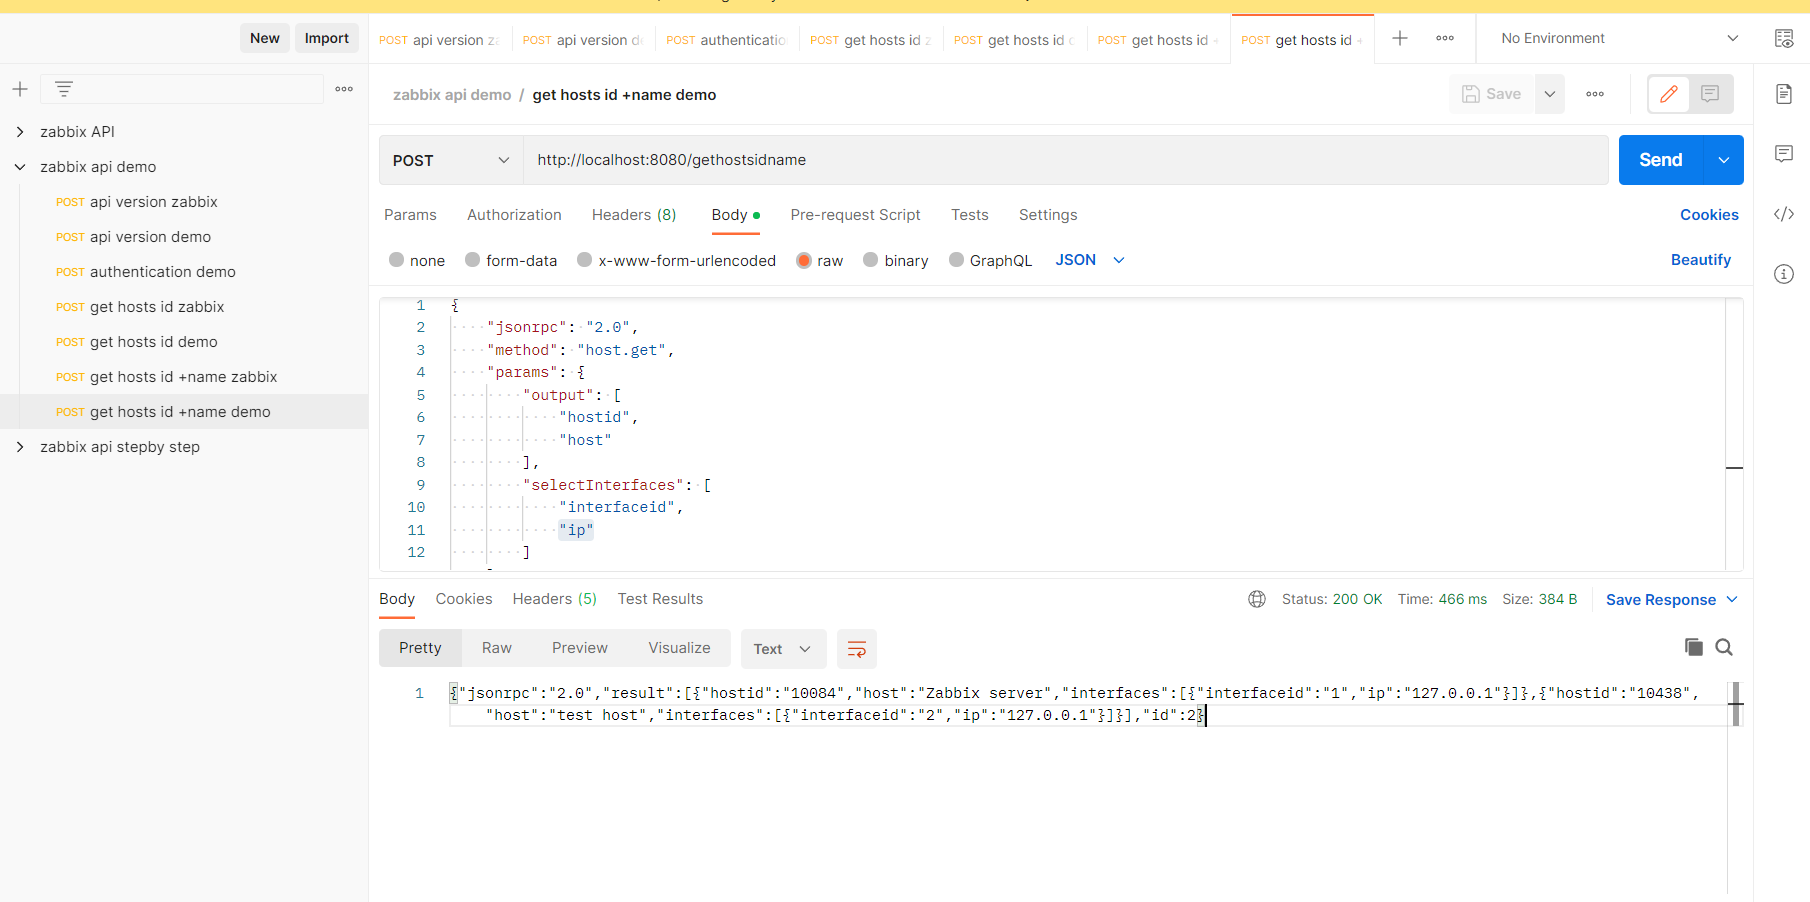 New Import
POST api version za POST api version d POST authenticatio POST get hosts id z POST get hosts id POST get hosts id POST get hosts id No Environment
zabbix api demo / get hosts id +name demo Save
zabbix API
zabbix api demo
POST api version zabbix
POST api version demo
POST authentication demo
POST get hosts id zabbix
POST get hosts id demo
POST get hosts id +name zabbix
POST get hosts id +name demo
zabbix api stepby step
POST http://localhost:8080/gethostsidname Send
Params Authorization Headers (8) Body Pre-request Script Tests Settings Cookies
none form-data x-www-form-urlencoded raw binary GraphQL JSON Beautify
1 {
2 "jsonrpc": "2.0",
3 "method": "host.get",
4 "params": {
5 "output": [
6 "hostid",
7 "host"
8 ],
9 "selectInterfaces": [
10 "interfaceid",
11 "ip"
12 ]
Body Cookies Headers (5) Test Results Status: 200 OK Time: 466 ms Size: 384 B Save Response
Pretty Raw Preview Visualize Text
1 {"jsonrpc":"2.0","result":[{"hostid":"10084","host":"Zabbix server","interfaces":[{"interfaceid":"1","ip":"127.0.0.1"}]},{"hostid":"10438",
"host":"test host","interfaces":[{"interfaceid":"2","ip":"127.0.0.1"}]}],"id":2}